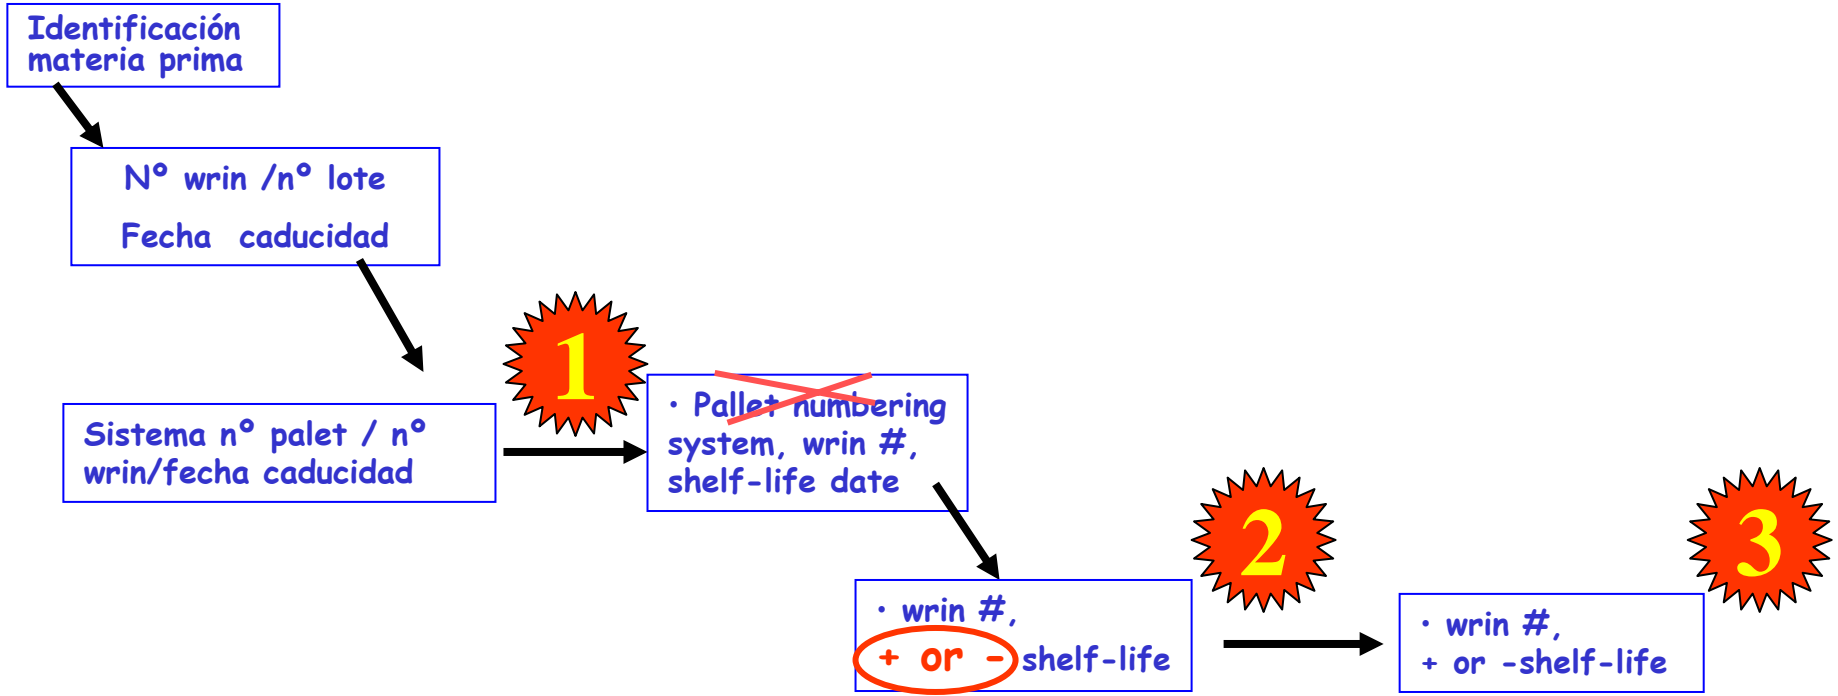 Identificación
materia prima
Nº wrin /nº lote
Fecha caducidad
Sistema nº palet / nº
wrin/fecha caducidad
1
• Pallet numbering
system, wrin #,
shelf-life date
2
• wrin #,
+ or - shelf-life
3
• wrin #,
+ or -shelf-life